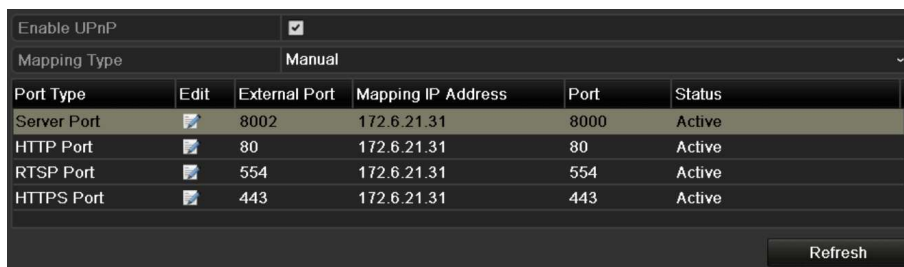 Enable UPnP
Mapping Type Manual
Port Type Edit External Port Mapping IP Address Port Status
Server Port 8002 172.6.21.31 8000 Active
HTTP Port 80 172.6.21.31 80 Active
RTSP Port 554 172.6.21.31 554 Active
HTTPS Port 443 172.6.21.31 443 Active
Refresh